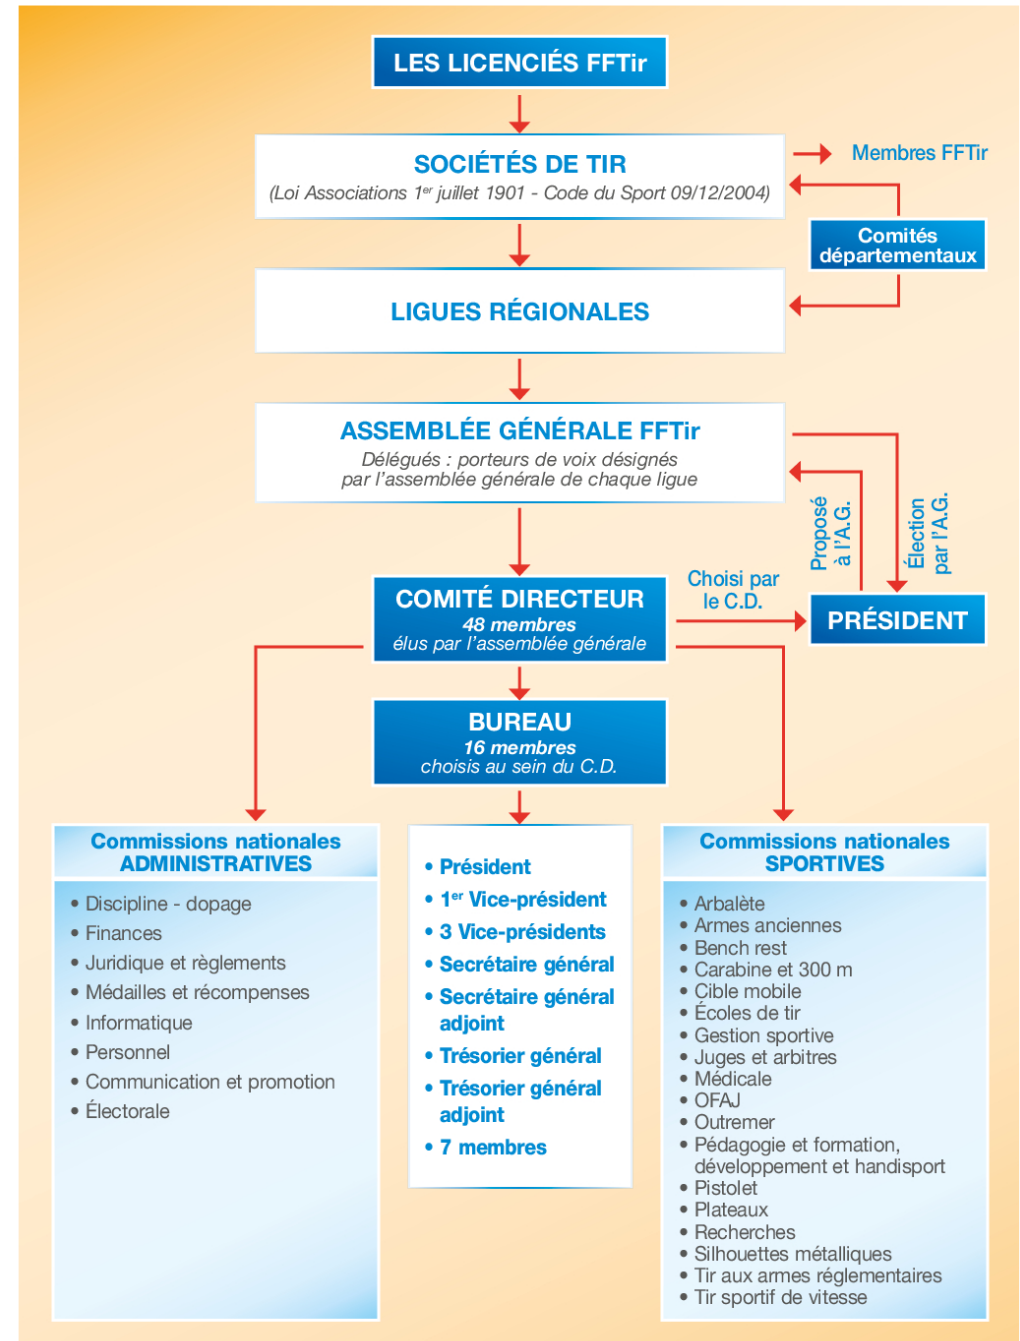 LES LICENCIÉS FFTir
SOCIÉTÉS DE TIR
(Loi Associations 1er juillet 1901 - Code du Sport 09/12/2004)
Membres FFTir
Comités
départementaux
LIGUES RÉGIONALES
ASSEMBLÉE GÉNÉRALE FFTir
Délégués : porteurs de voix désignés
par l'assemblée générale de chaque ligue
Proposé
à l'A.G.
Élection
par l'A.G.
Choisi par
le C.D.
COMITÉ DIRECTEUR
48 membres
élus par l'assemblée générale
PRÉSIDENT
BUREAU
16 membres
choisis au sein du C.D.
Commissions nationales
ADMINISTRATIVES
• Discipline - dopage
• Finances
• Juridique et règlements
• Médailles et récompenses
• Informatique
• Personnel
• Communication et promotion
• Électorale
• Président
• 1er Vice-président
• 3 Vice-présidents
• Secrétaire général
• Secrétaire général
adjoint
• Trésorier général
• Trésorier général
adjoint
• 7 membres
Commissions nationales
SPORTIVES
• Arbalète
• Armes anciennes
• Bench rest
• Carabine et 300 m
• Cible mobile
• Écoles de tir
• Gestion sportive
• Juges et arbitres
• Médicale
• OFAJ
• Outremer
• Pédagogie et formation,
développement et handisport
• Pistolet
• Plateaux
• Recherches
• Silhouettes métalliques
• Tir aux armes réglementaires
• Tir sportif de vitesse